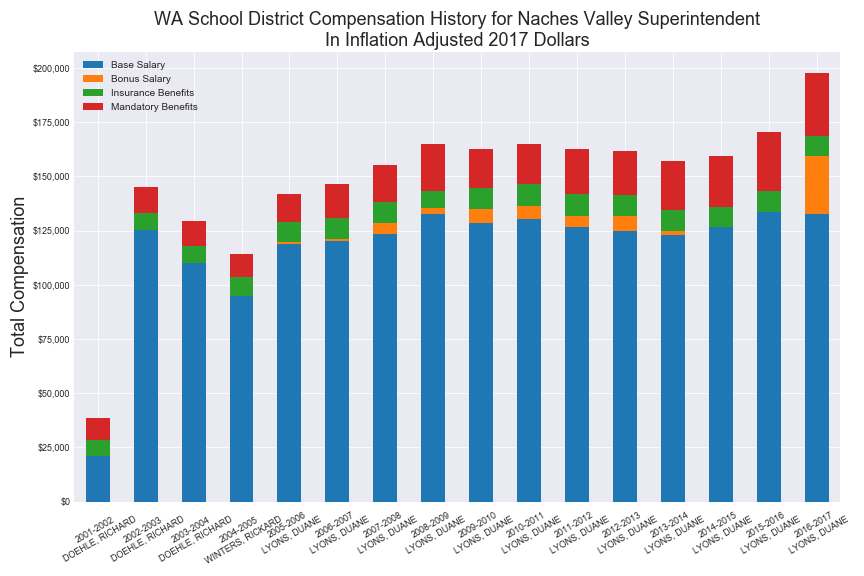 WA School District Compensation History for Naches Valley Superintendent
In Inflation Adjusted 2017 Dollars
Base Salary
Bonus Salary
Insurance Benefits
Mandatory Benefits
Total Compensation
$200,000
$175,000
$150,000
$125,000
$100,000
$75,000
$50,000
$25,000
$0
2001-2002
DOEHLE, RICHARD
2002-2003
DOEHLE, RICHARD
2003-2004
DOEHLE, RICHARD
2004-2005
WINTERS, RICKARD
2005-2006
LYONS, DUANE
2006-2007
LYONS, DUANE
2007-2008
LYONS, DUANE
2008-2009
LYONS, DUANE
2009-2010
LYONS, DUANE
2010-2011
LYONS, DUANE
2011-2012
LYONS, DUANE
2012-2013
LYONS, DUANE
2013-2014
LYONS, DUANE
2014-2015
LYONS, DUANE
2015-2016
LYONS, DUANE
2016-2017
LYONS, DUANE